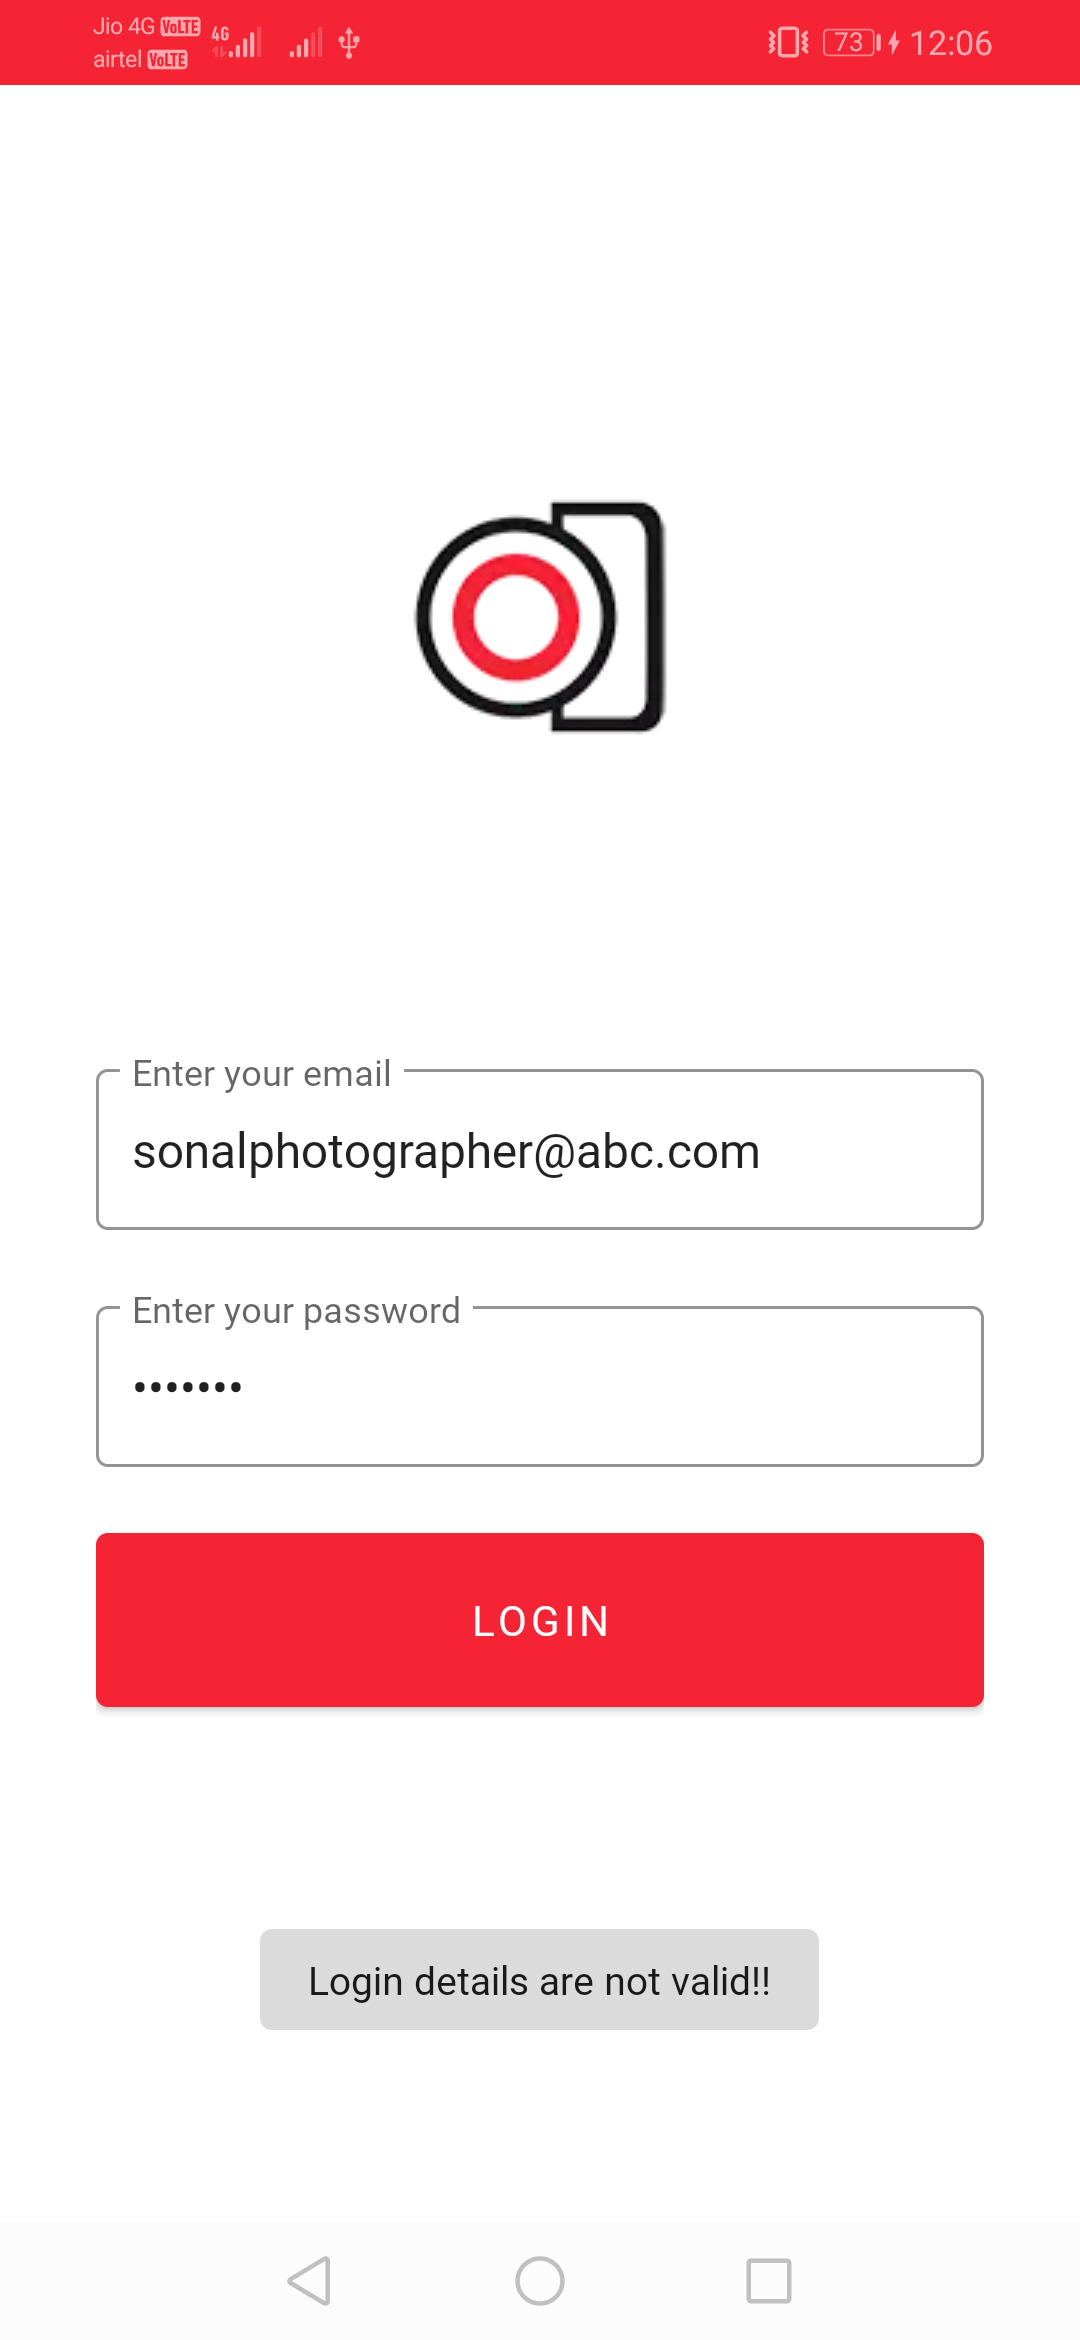 Jio 4G VoLTE
airtel VoLTE
4G
73
12:06
Enter your email
sonalphotographer@abc.com
Enter your password
•••••••
LOGIN
Login details are not valid!!